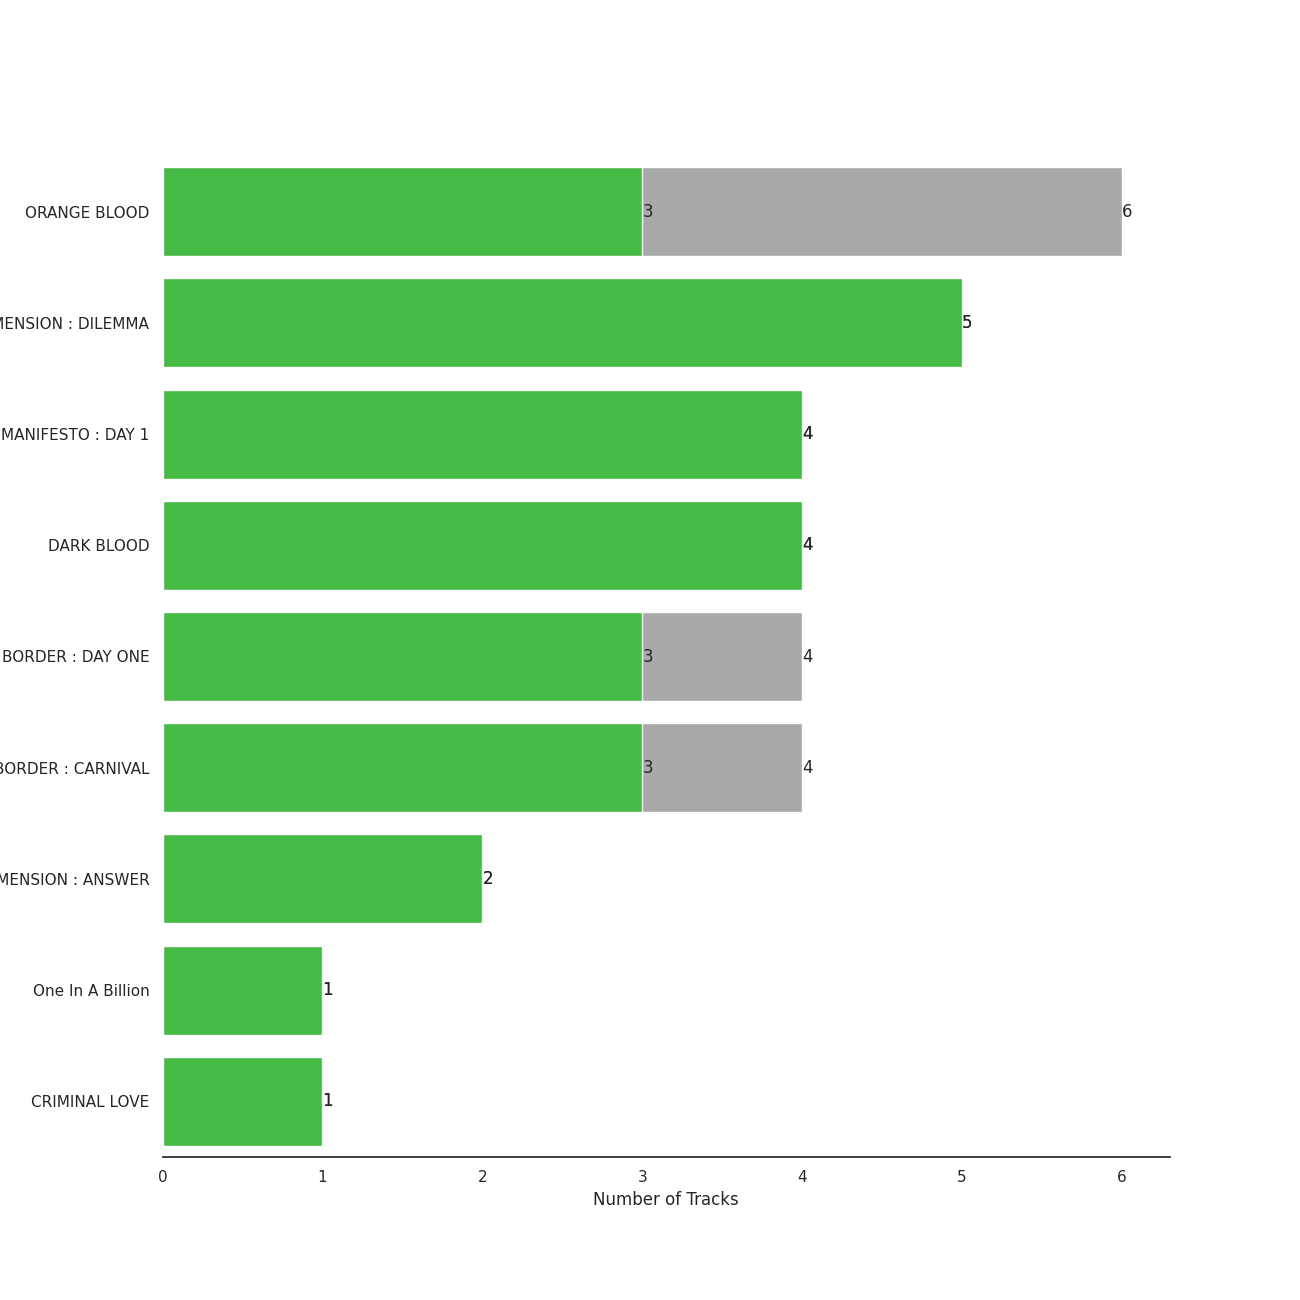 ORANGE BLOOD
3
6
MENSION : DILEMMA
5
MANIFESTO : DAY 1
4
DARK BLOOD
4
BORDER : DAY ONE
3
4
BORDER : CARNIVAL
3
4
MENSION : ANSWER
2
One In A Billion
1
CRIMINAL LOVE
1
0 1 2 3 4 5 6
Number of Tracks